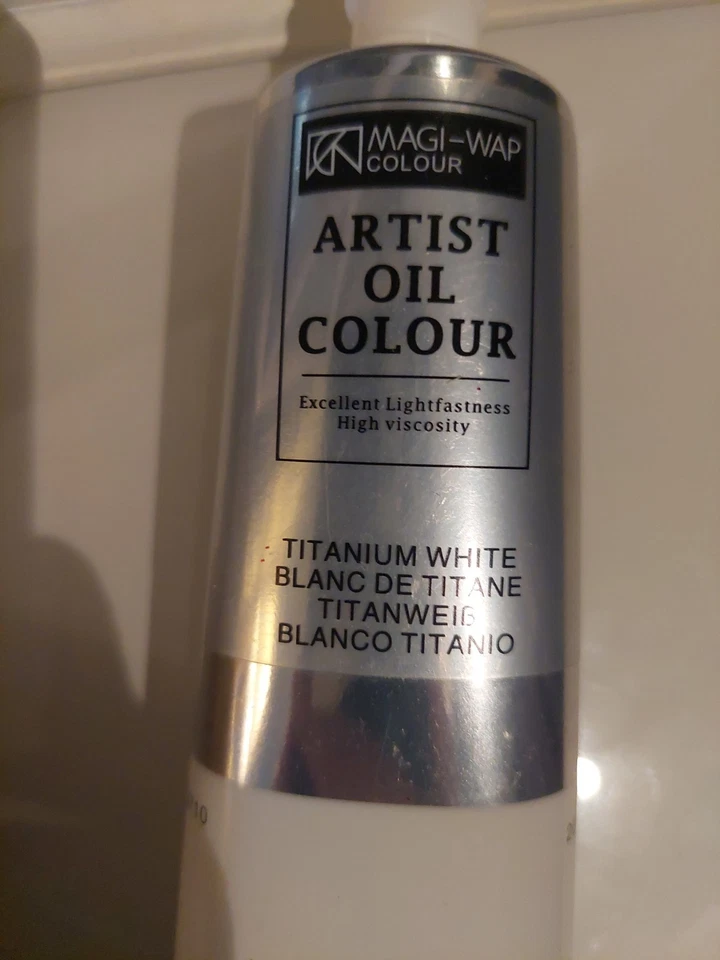 MAGI-WAP
COLOUR
ARTIST
OIL
COLOUR
Excellent Lightfastness
High viscosity
TITANIUM WHITE
BLANC DE TITANE
TITANWEIß
BLANCO TITANIO